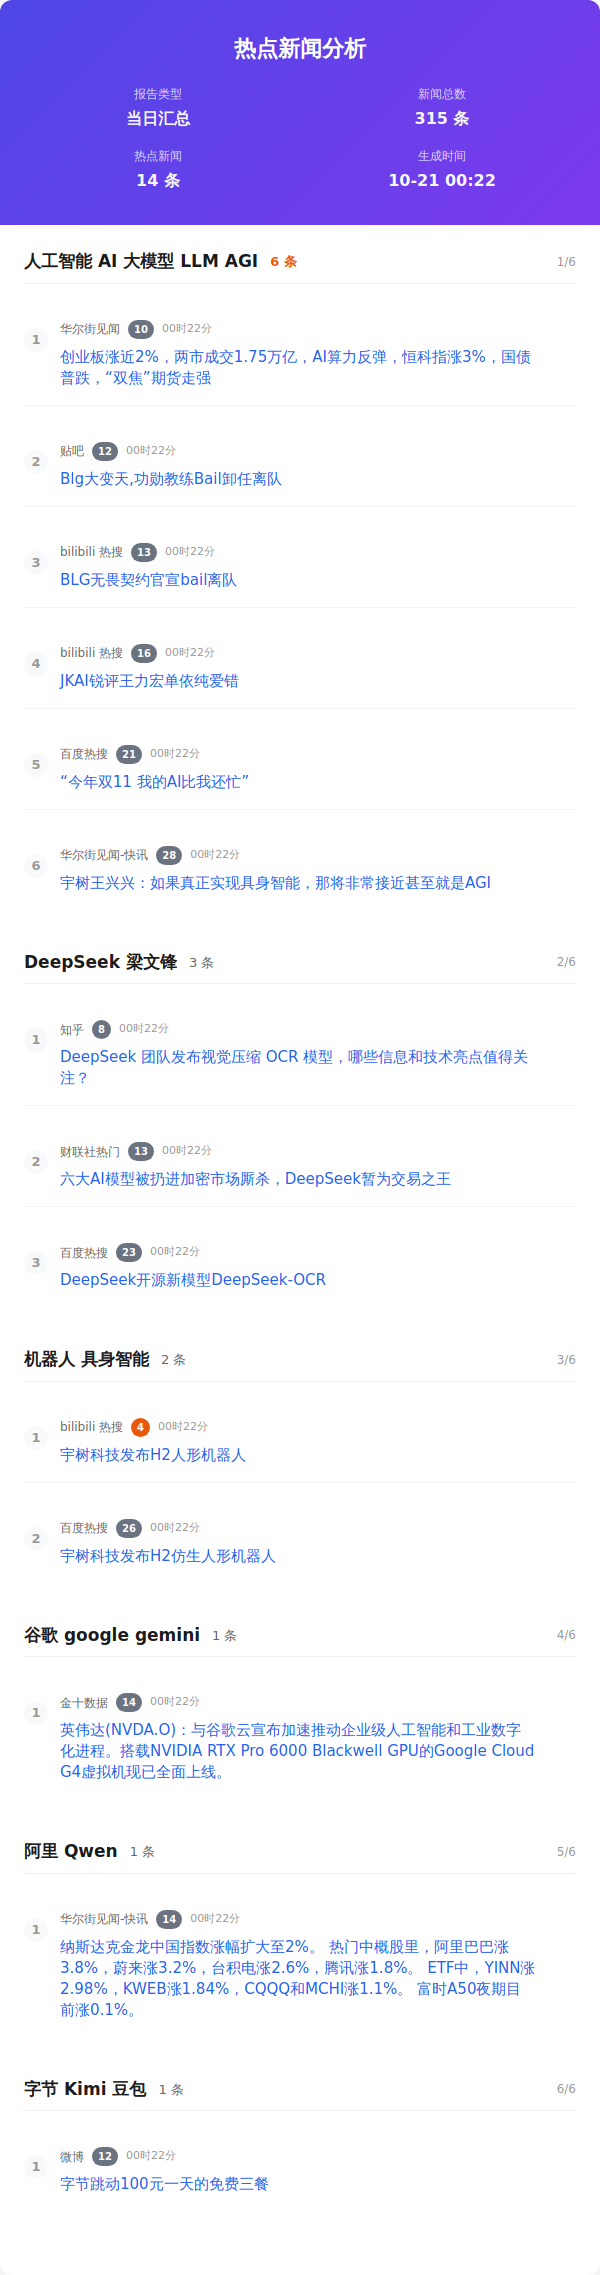 热点新闻分析
报告类型
新闻总数
当日汇总
315 条
热点新闻
生成时间
14 条
10-21 00:22
人工智能 AI 大模型 LLM AGI 6 条 1/6
1
华尔街见闻 10 00时22分
创业板涨近2%，两市成交1.75万亿，AI算力反弹，恒科指涨3%，国债
普跌，“双焦”期货走强
2
贴吧 12 00时22分
Blg大变天,功勋教练Bail卸任离队
3
bilibili 热搜 13 00时22分
BLG无畏契约官宣bail离队
4
bilibili 热搜 16 00时22分
JKAI锐评王力宏单依纯爱错
5
百度热搜 21 00时22分
“今年双11 我的AI比我还忙”
6
华尔街见闻-快讯 28 00时22分
宇树王兴兴：如果真正实现具身智能，那将非常接近甚至就是AGI
DeepSeek 梁文锋 3 条 2/6
1
知乎 8 00时22分
DeepSeek 团队发布视觉压缩 OCR 模型，哪些信息和技术亮点值得关
注？
2
财联社热门 13 00时22分
六大AI模型被扔进加密市场厮杀，DeepSeek暂为交易之王
3
百度热搜 23 00时22分
DeepSeek开源新模型DeepSeek-OCR
机器人 具身智能 2 条 3/6
1
bilibili 热搜 4 00时22分
宇树科技发布H2人形机器人
2
百度热搜 26 00时22分
宇树科技发布H2仿生人形机器人
谷歌 google gemini 1 条 4/6
1
金十数据 14 00时22分
英伟达(NVDA.O)：与谷歌云宣布加速推动企业级人工智能和工业数字
化进程。搭载NVIDIA RTX Pro 6000 Blackwell GPU的Google Cloud
G4虚拟机现已全面上线。
阿里 Qwen 1 条 5/6
1
华尔街见闻-快讯 14 00时22分
纳斯达克金龙中国指数涨幅扩大至2%。 热门中概股里，阿里巴巴涨
3.8%，蔚来涨3.2%，台积电涨2.6%，腾讯涨1.8%。 ETF中，YINN涨
2.98%，KWEB涨1.84%，CQQQ和MCHI涨1.1%。 富时A50夜期目
前涨0.1%。
字节 Kimi 豆包 1 条 6/6
1
微博 12 00时22分
字节跳动100元一天的免费三餐